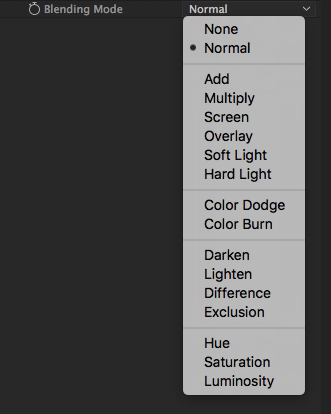 Blending Mode Normal
None
Normal
Add
Multiply
Screen
Overlay
Soft Light
Hard Light
Color Dodge
Color Burn
Darken
Lighten
Difference
Exclusion
Hue
Saturation
Luminosity